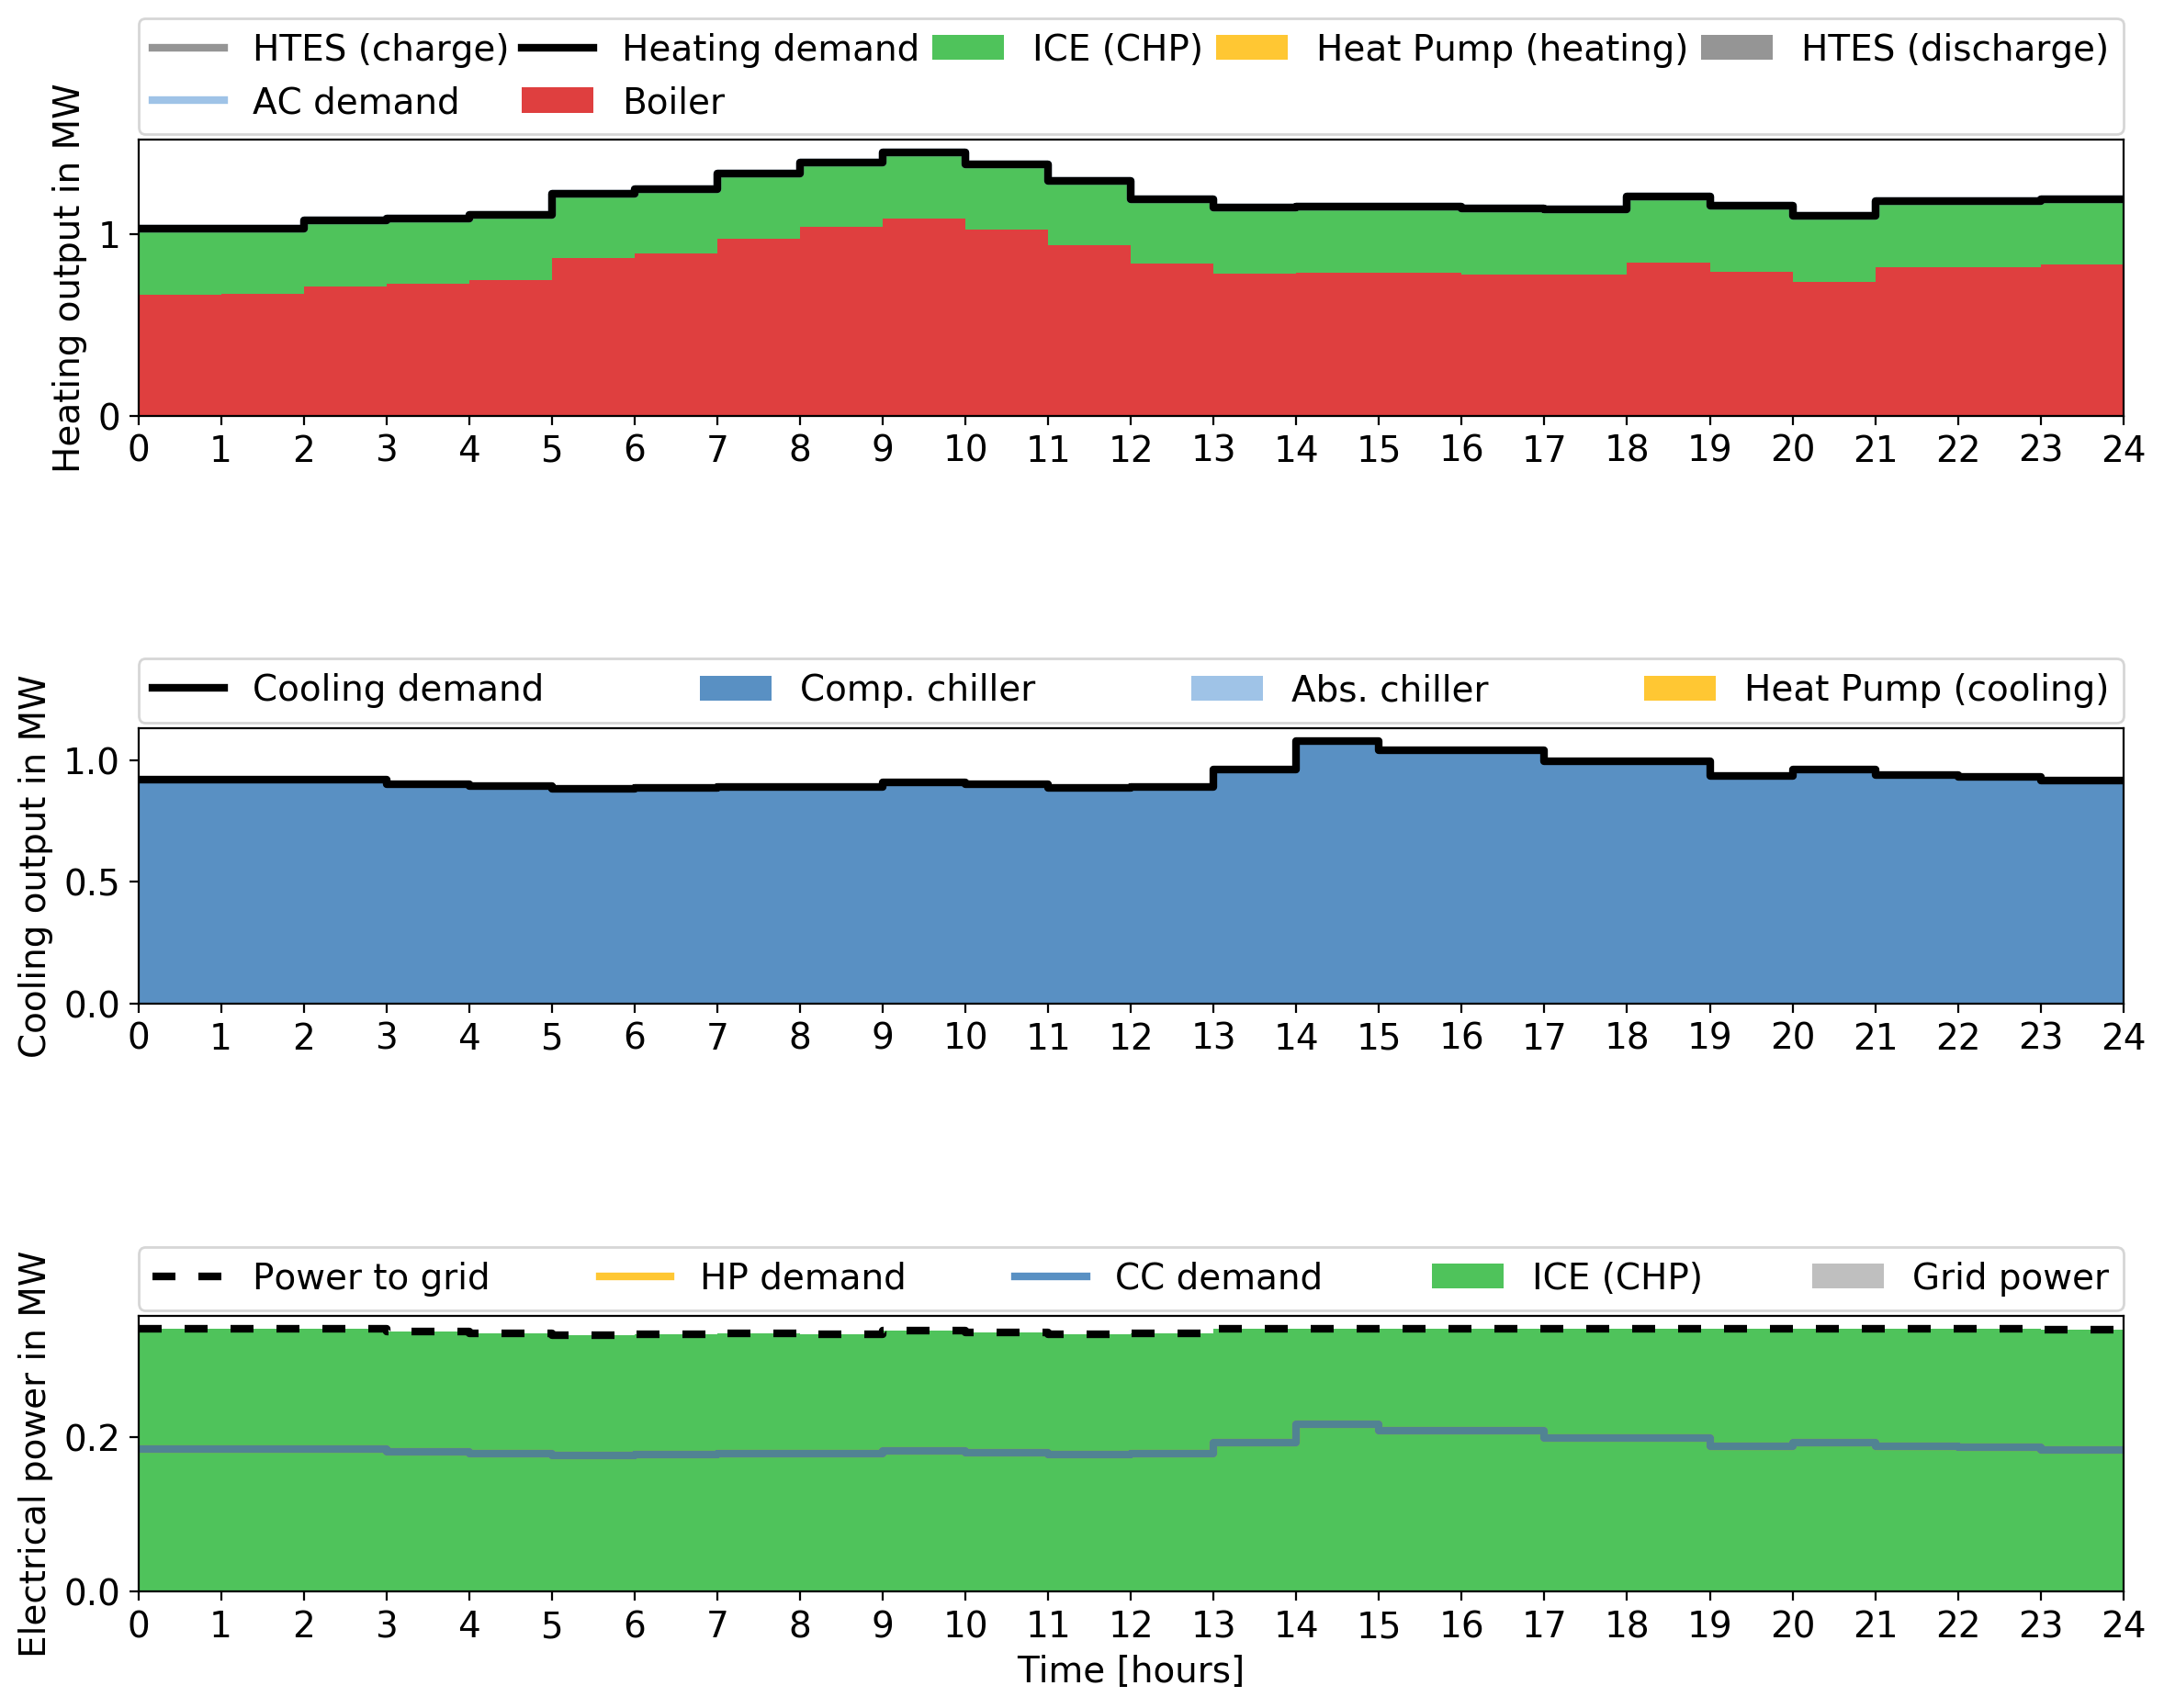 HTES (charge) Heating demand ICE (CHP) Heat Pump (heating) HTES (discharge)
AC demand Boiler
Heating output in MW
1
0
0 1 2 3 4 5 6 7 8 9 10 11 12 13 14 15 16 17 18 19 20 21 22 23 24
Cooling demand Comp. chiller Abs. chiller Heat Pump (cooling)
Cooling output in MW
1.0
0.5
0.0
0 1 2 3 4 5 6 7 8 9 10 11 12 13 14 15 16 17 18 19 20 21 22 23 24
Power to grid HP demand CC demand ICE (CHP) Grid power
Electrical power in MW
0.2
0.0
0 1 2 3 4 5 6 7 8 9 10 11 12 13 14 15 16 17 18 19 20 21 22 23 24
Time [hours]